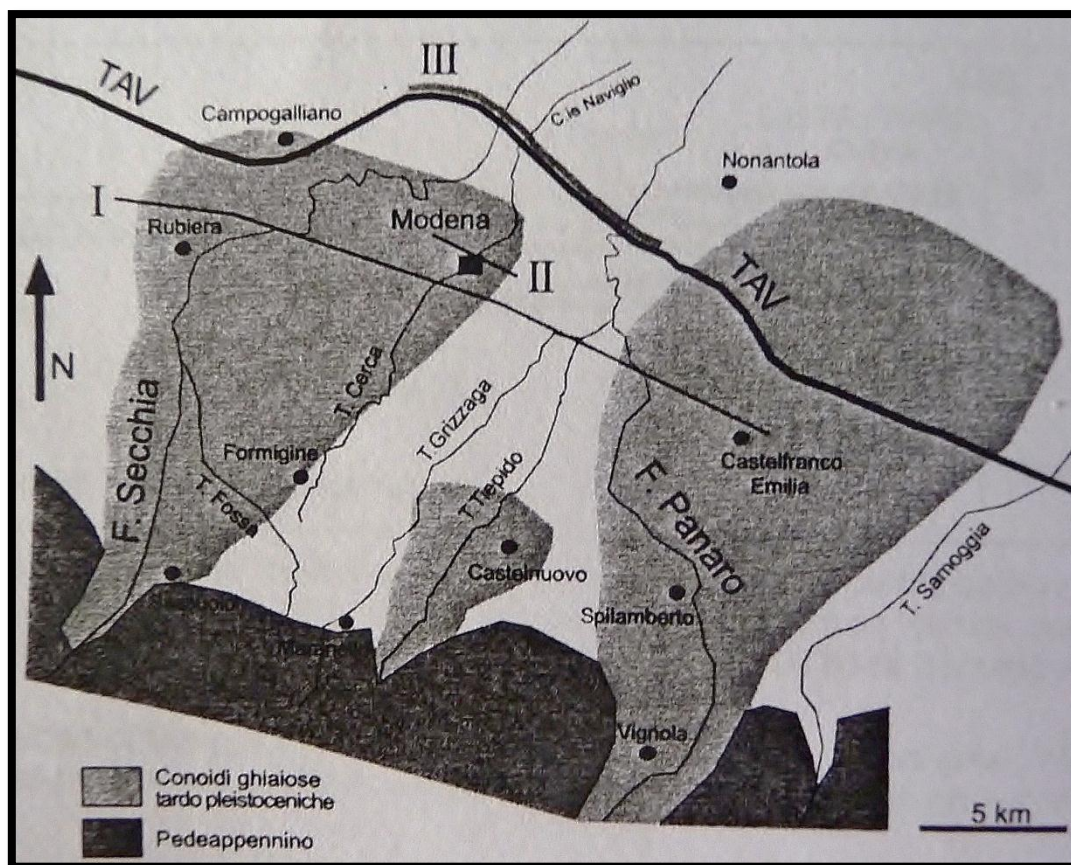 TAV
III
C.le Naviglio
Campogalliano
Nonantola
I
Rubiera
Modena
II
TAV
N
F. Secchia
T. Cerca
T. Grizzaga
Formigine
T. Fossa
T. Tiepido
Castelfranco
Emilia
F. Panaro
Castelnuovo
Spilamberto
T. Samoggia
Vignola
Conoidi ghiaiose
tardo pleistoceniche
Pedeappennino
5 km